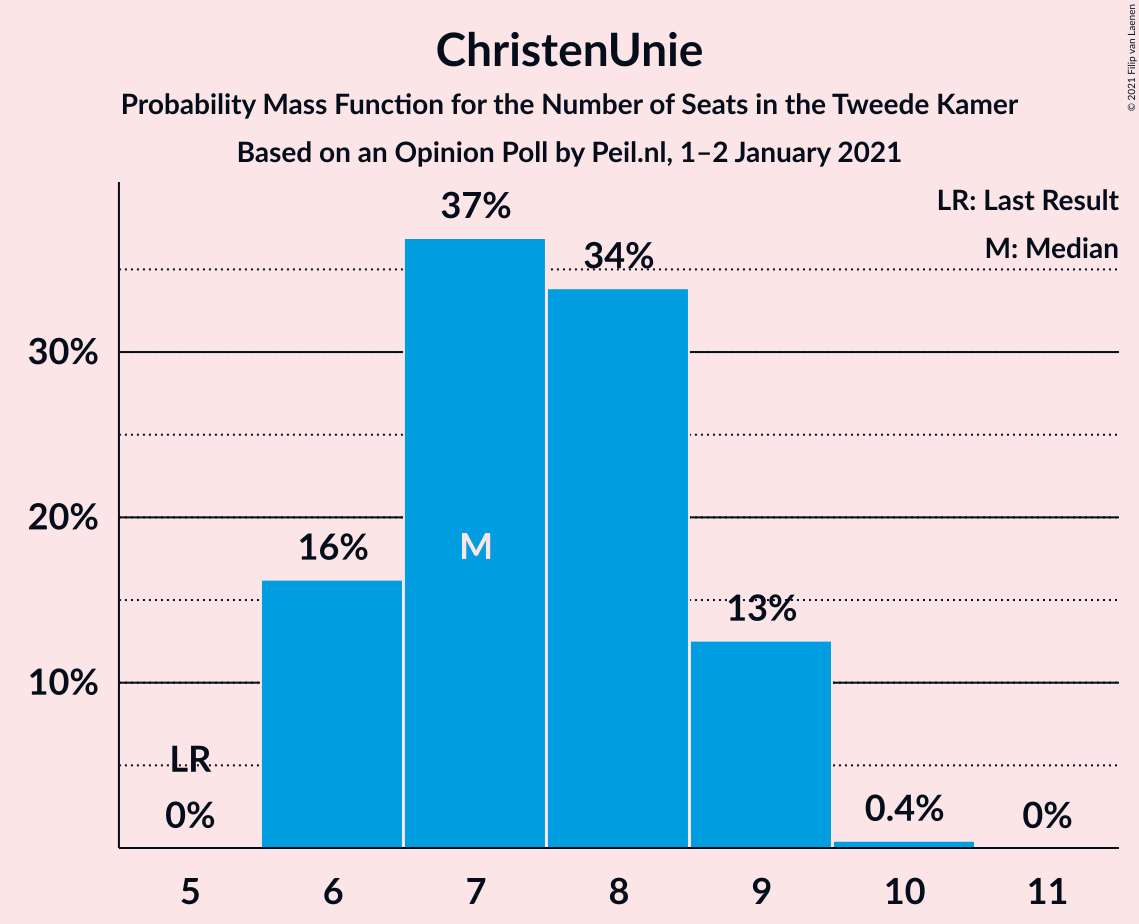 ChristenUnie
Probability Mass Function for the Number of Seats in the Tweede Kamer
Based on an Opinion Poll by Peil.nl, 1–2 January 2021
© 2021 Filip van Laenen
LR: Last Result
M: Median
37%
34%
30%
20%
16%
M
13%
10%
LR
0%
0.4%
0%
5 6 7 8 9 10 11